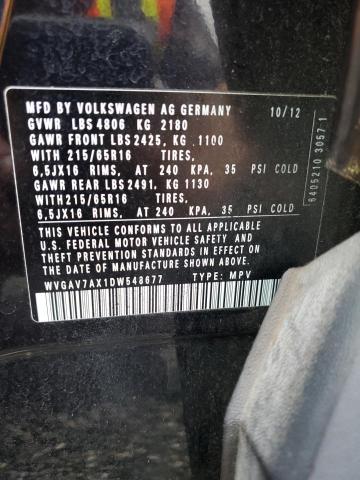 MFD BY VOLKSWAGEN AG GERMANY 10/12
GVWR LBS 4806 KG 2180
GAWR FRONT LBS 2425, KG 1100
WITH 215/65R16 TIRES,
6,5JX16 RIMS, AT 240 KPA, 35 PSI COLD
GAWR REAR LBS 2491, KG 1130
WITH 215/65R16 TIRES,
6,5JX16 RIMS, AT 240 KPA, 35 PSI COLD
THIS VEHICLE CONFORMS TO ALL APPLICABLE
U.S. FEDERAL MOTOR VEHICLE SAFETY AND
THEFT PREVENTION STANDARDS IN EFFECT ON
THE DATE OF MANUFACTURE SHOWN ABOVE.
WVGAV7AX1DW548677 TYPE: MPV
6405210 3057 1